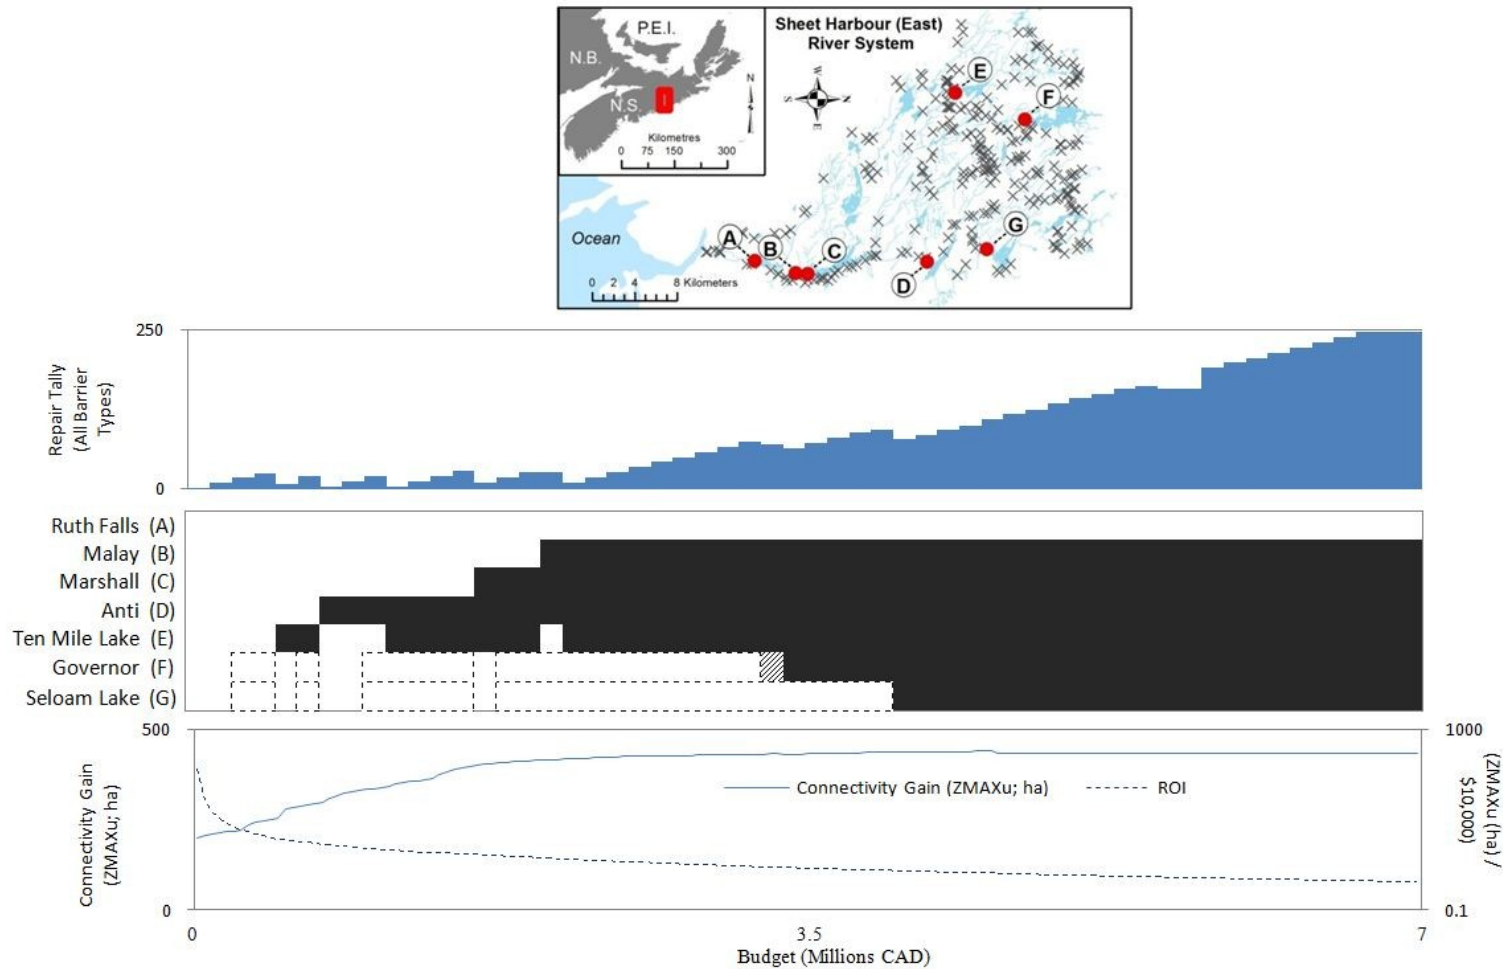 Sheet Harbour (East)
River System
P.E.I.
N.B.
N.S.
N
Kilometres
0 75 150 300
W
S N
E
E
F
G
A
B
C
D
Ocean
0 2 4 8 Kilometers
250
Repair Tally
(All Barrier
Types)
0
Ruth Falls (A)
Malay (B)
Marshall (C)
Anti (D)
Ten Mile Lake (E)
Governor (F)
Seloam Lake (G)
500
1000
Connectivity Gain
(ZMAXu; ha)
Connectivity Gain (ZMAXu; ha)
ROI
(ZMAXu (ha) /
$10,000)
0
0.1
0 3.5 7
Budget (Millions CAD)